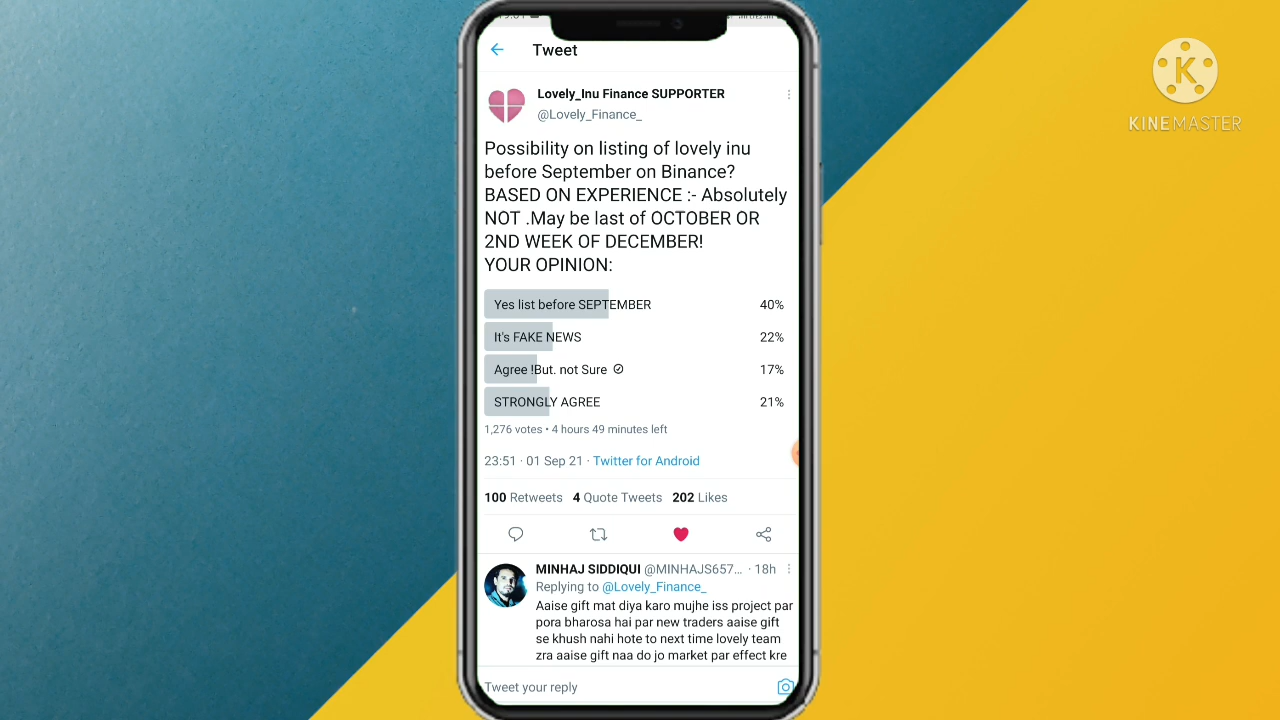 Tweet
Lovely_Inu Finance SUPPORTER
@Lovely_Finance_
Possibility on listing of lovely inu
before September on Binance?
BASED ON EXPERIENCE :- Absolutely
NOT .May be last of OCTOBER OR
2ND WEEK OF DECEMBER!
YOUR OPINION:
Yes list before SEPTEMBER 40%
It's FAKE NEWS 22%
Agree !But. not Sure 17%
STRONGLY AGREE 21%
1,276 votes • 4 hours 49 minutes left
23:51 · 01 Sep 21 · Twitter for Android
100 Retweets 4 Quote Tweets 202 Likes
MINHAJ SIDDIQUI @MINHAJS657... · 18h
Replying to @Lovely_Finance_
Aaise gift mat diya karo mujhe iss project par
pora bharosa hai par new traders aaise gift
se khush nahi hote to next time lovely team
zra aaise gift naa do jo market par effect kre
Tweet your reply
K
KINEMASTER